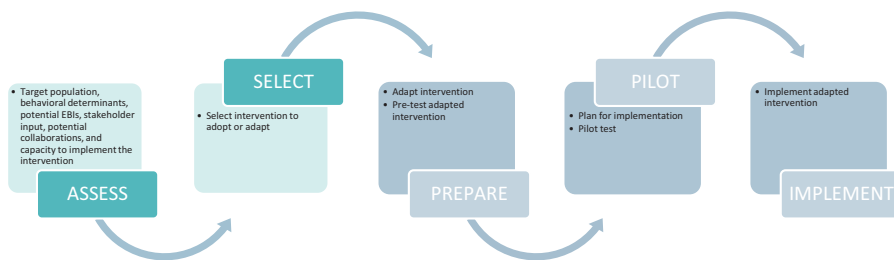 • Target population,
behavioral determinants,
potential EBIs, stakeholder
input, potential
collaborations, and
capacity to implement the
intervention
ASSESS
SELECT
• Select intervention to
adopt or adapt
• Adapt intervention
• Pre-test adapted
intervention
PREPARE
PILOT
• Plan for implementation
• Pilot test
• Implement adapted
intervention
IMPLEMENT